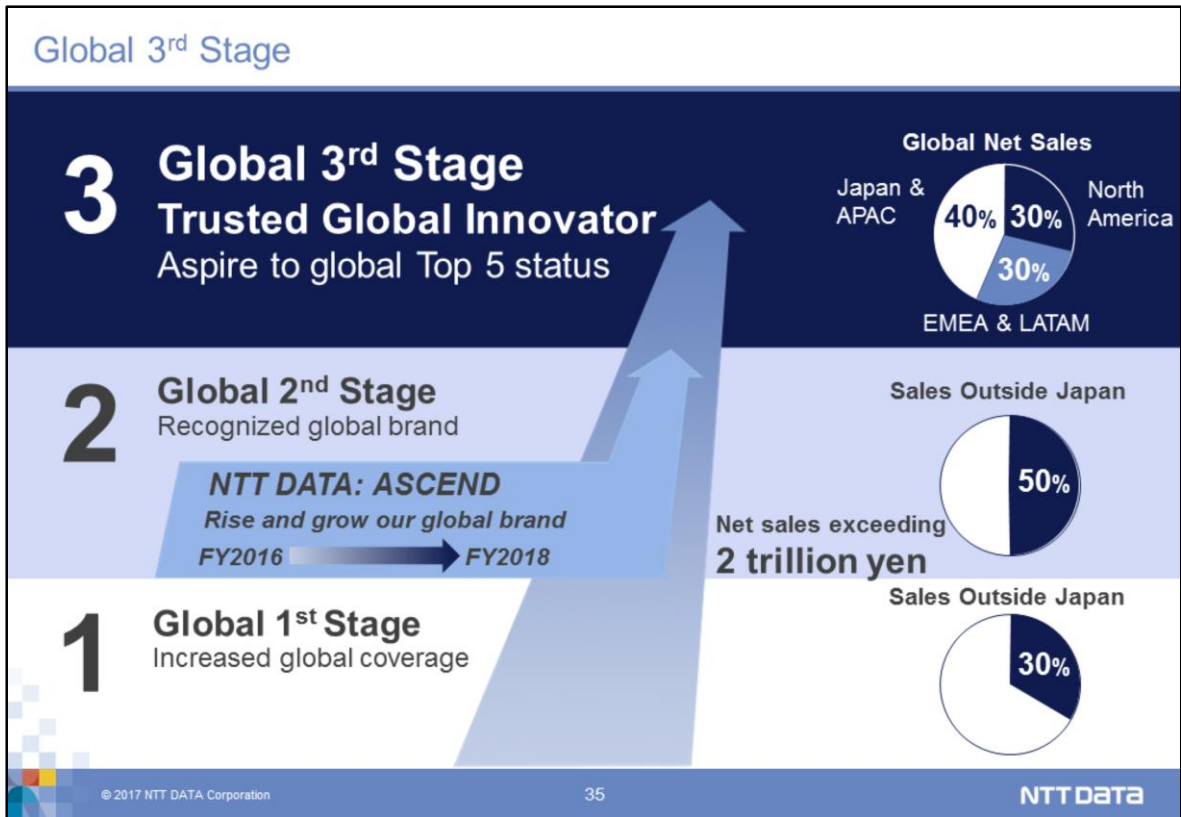 Global 3rd Stage
3
Global 3rd Stage
Trusted Global Innovator
Aspire to global Top 5 status
Global Net Sales
Japan &
APAC
40%
30%
North
America
30%
EMEA & LATAM
2
Global 2nd Stage
Recognized global brand
NTT DATA: ASCEND
Rise and grow our global brand
FY2016
FY2018
Sales Outside Japan
50%
Net sales exceeding
2 trillion yen
1
Global 1st Stage
Increased global coverage
Sales Outside Japan
30%
© 2017 NTT DATA Corporation
35
NTT DATA